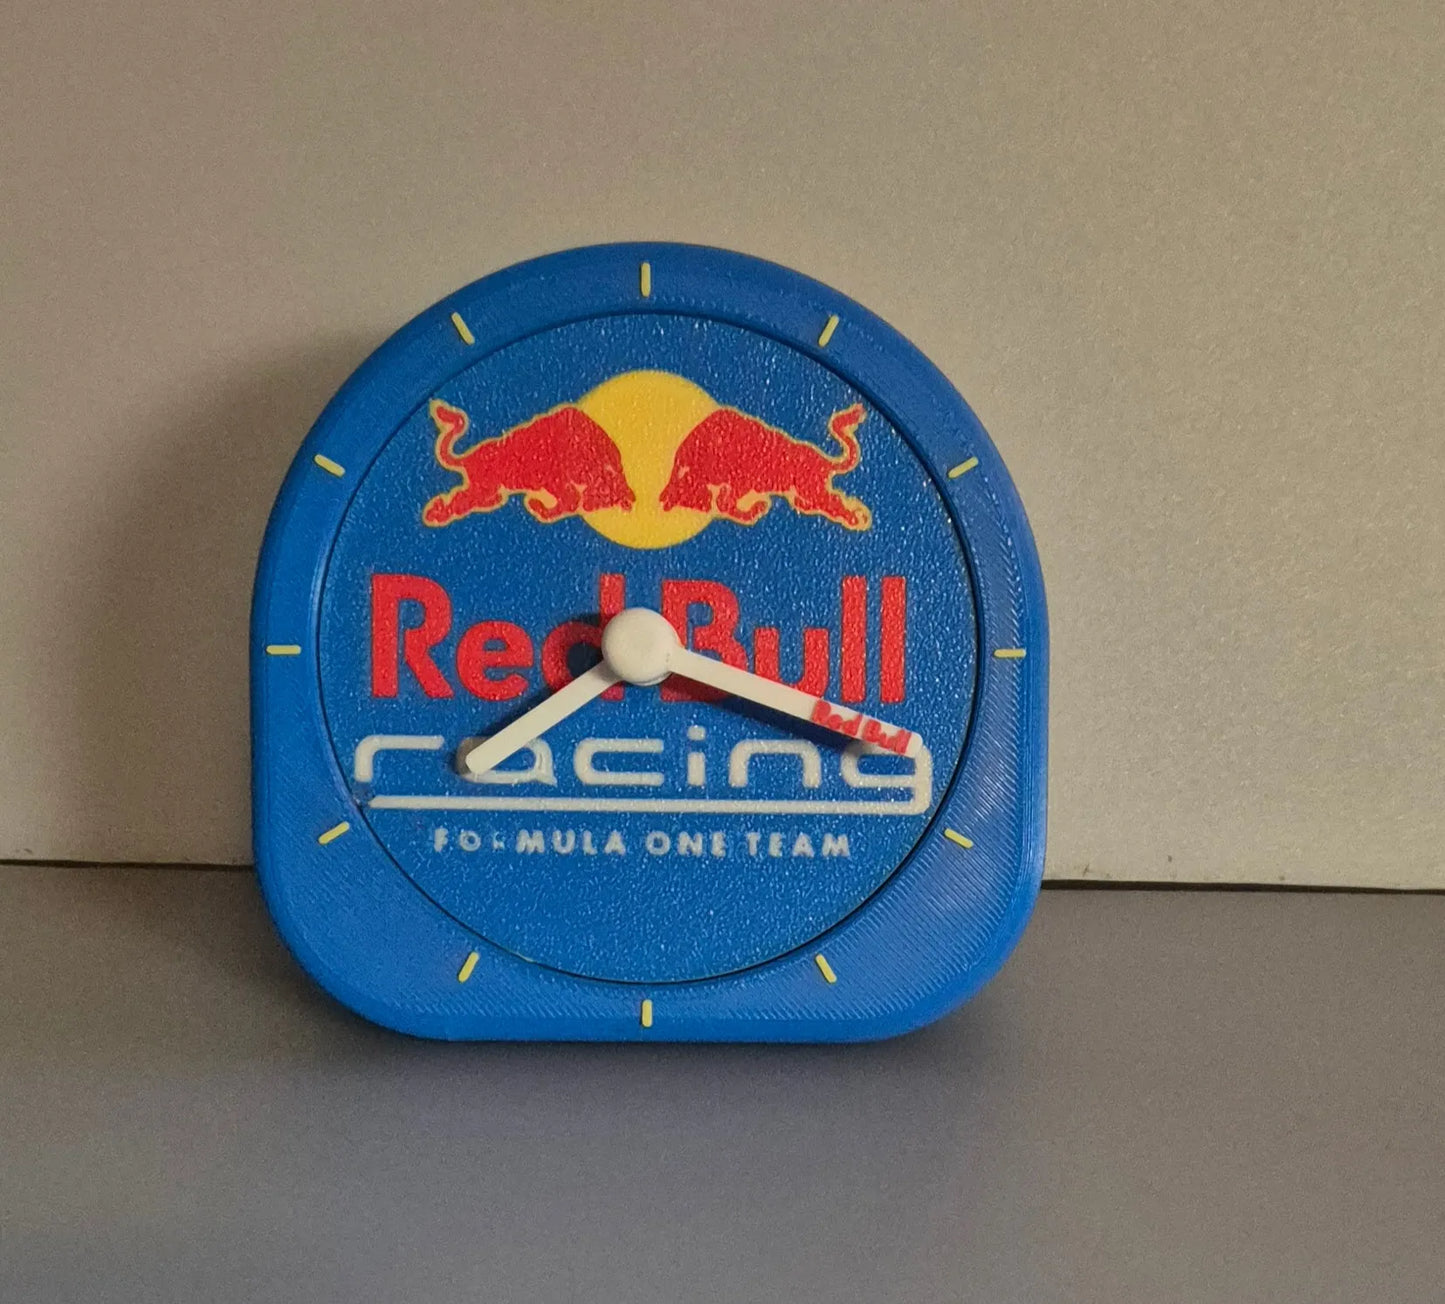 Red Bull
Red Bull
racing
FORMULA ONE TEAM